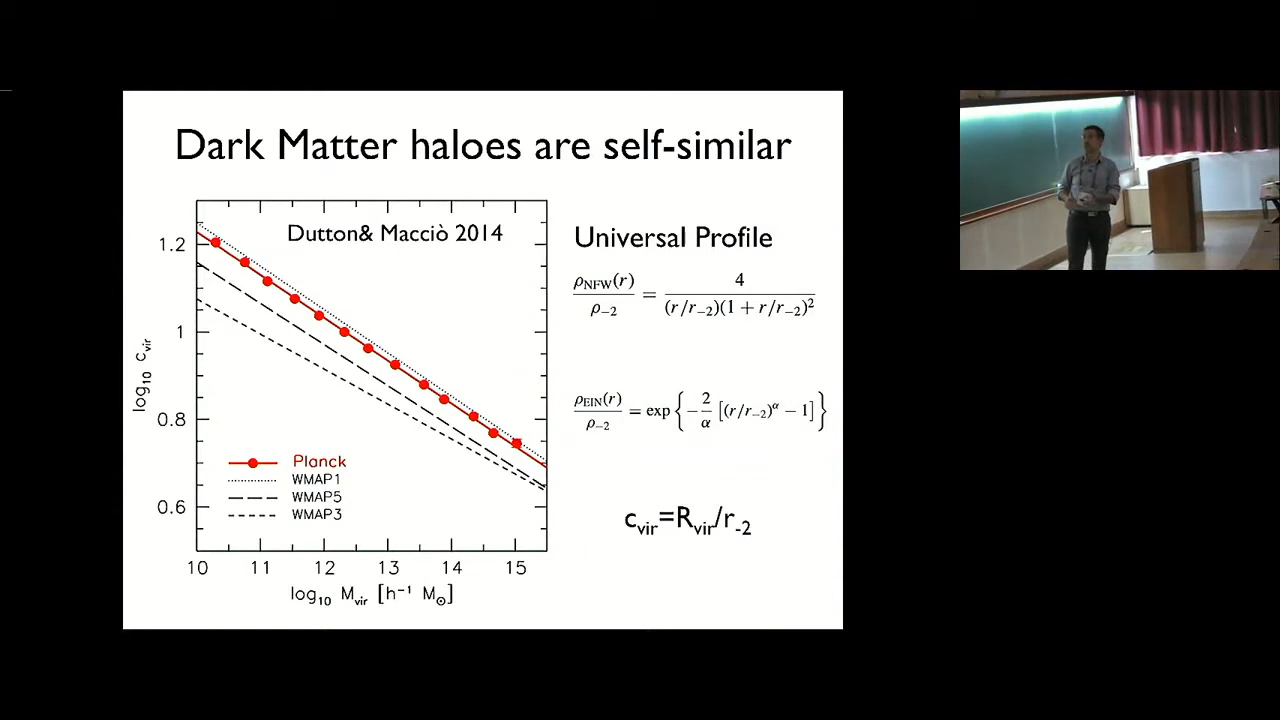 Dark Matter haloes are self-similar
Dutton& Macciò 2014
1.2
1
0.8
0.6
log₁₀ cᵥᵢᵣ
Planck
WMAP1
WMAP5
WMAP3
10 11 12 13 14 15
log₁₀ Mᵥᵢᵣ [h⁻¹ M☉]
Universal Profile
ρ_NFW(r)/ρ₋₂ = 4/((r/r₋₂)(1 + r/r₋₂)²)
ρ_EIN(r)/ρ₋₂ = exp{−2/α [(r/r₋₂)^α − 1]}
cᵥᵢᵣ=Rᵥᵢᵣ/r₋₂